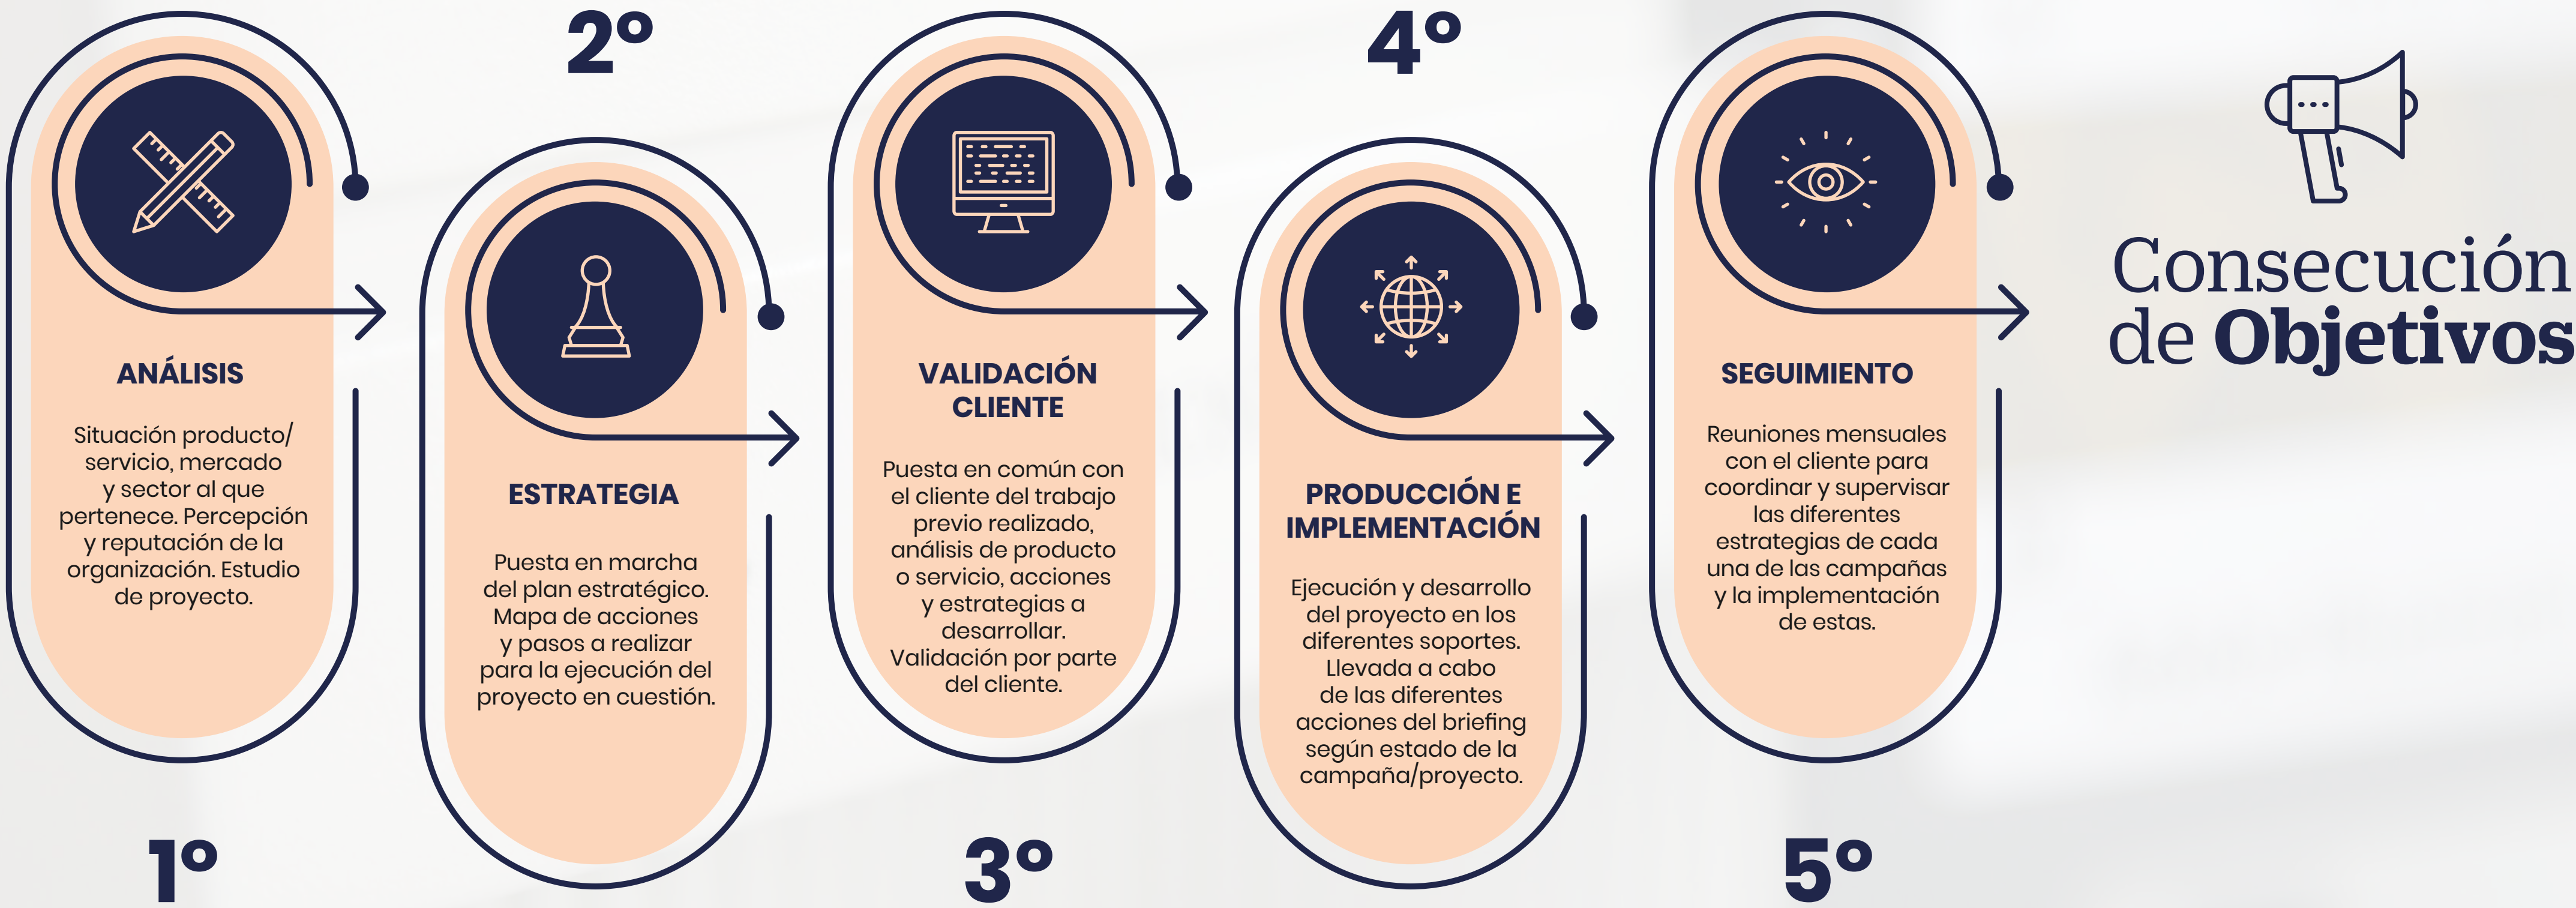 1º
ANÁLISIS
Situación producto/
servicio, mercado
y sector al que
pertenece. Percepción
y reputación de la
organización. Estudio
de proyecto.
2º
ESTRATEGIA
Puesta en marcha
del plan estratégico.
Mapa de acciones
y pasos a realizar
para la ejecución del
proyecto en cuestión.
3º
VALIDACIÓN
CLIENTE
Puesta en común con
el cliente del trabajo
previo realizado,
análisis de producto
o servicio, acciones
y estrategias a
desarrollar.
Validación por parte
del cliente.
4º
PRODUCCIÓN E
IMPLEMENTACIÓN
Ejecución y desarrollo
del proyecto en los
diferentes soportes.
Llevada a cabo
de las diferentes
acciones del briefing
según estado de la
campaña/proyecto.
5º
SEGUIMIENTO
Reuniones mensuales
con el cliente para
coordinar y supervisar
las diferentes
estrategias de cada
una de las campañas
y la implementación
de estas.
Consecución
de Objetivos